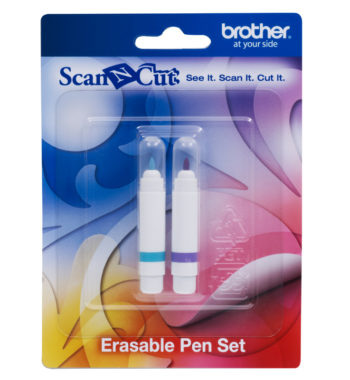 brother
at your side
ScanNCut. See It. Scan It. Cut It.
Erasable Pen Set